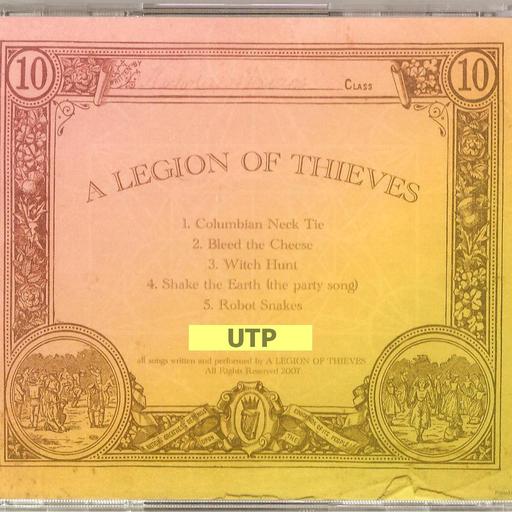 10
10
CLASS
A LEGION OF THIEVES
1. Columbian Neck Tie
2. Bleed the Cheese
3. Witch Hunt
4. Shake the Earth (the party song)
5. Robot Snakes
UTP
all songs written and performed by A LEGION OF THIEVES
All Rights Reserved 2007